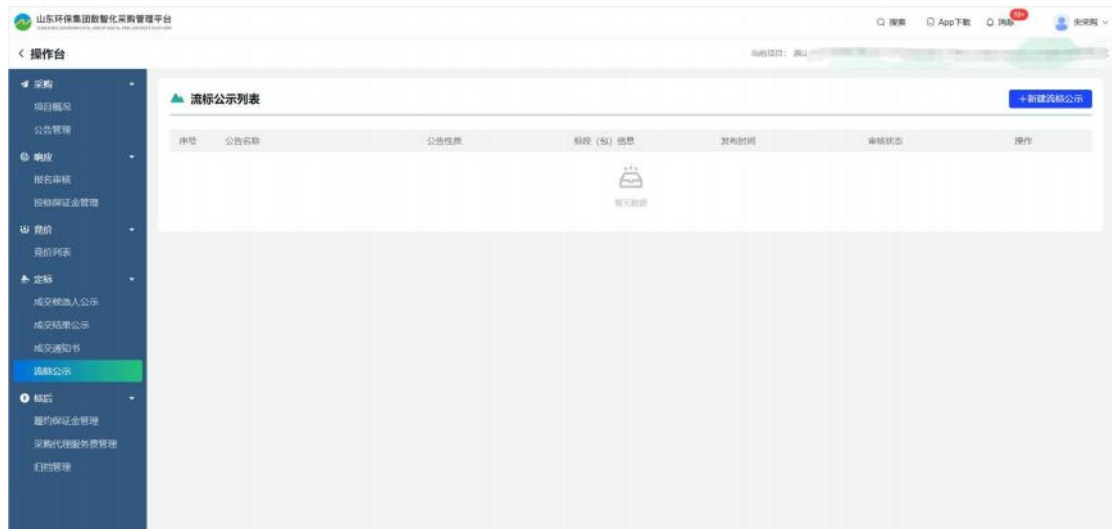 山东环保集团数智化采购管理平台
搜索 App下载 消息 99+
操作台
当前项目：
采购
项目概况
公告管理
响应
报名审核
投标保证金管理
竞价
竞价列表
定标
成交候选人公示
成交结果公示
成交通知书
流标公示
标后
履约保证金管理
采购代理服务费管理
归档管理
流标公示列表
+新建流标公示
序号 公告名称 公告性质 标段（包）信息 发布时间 审核状态 操作
暂无数据